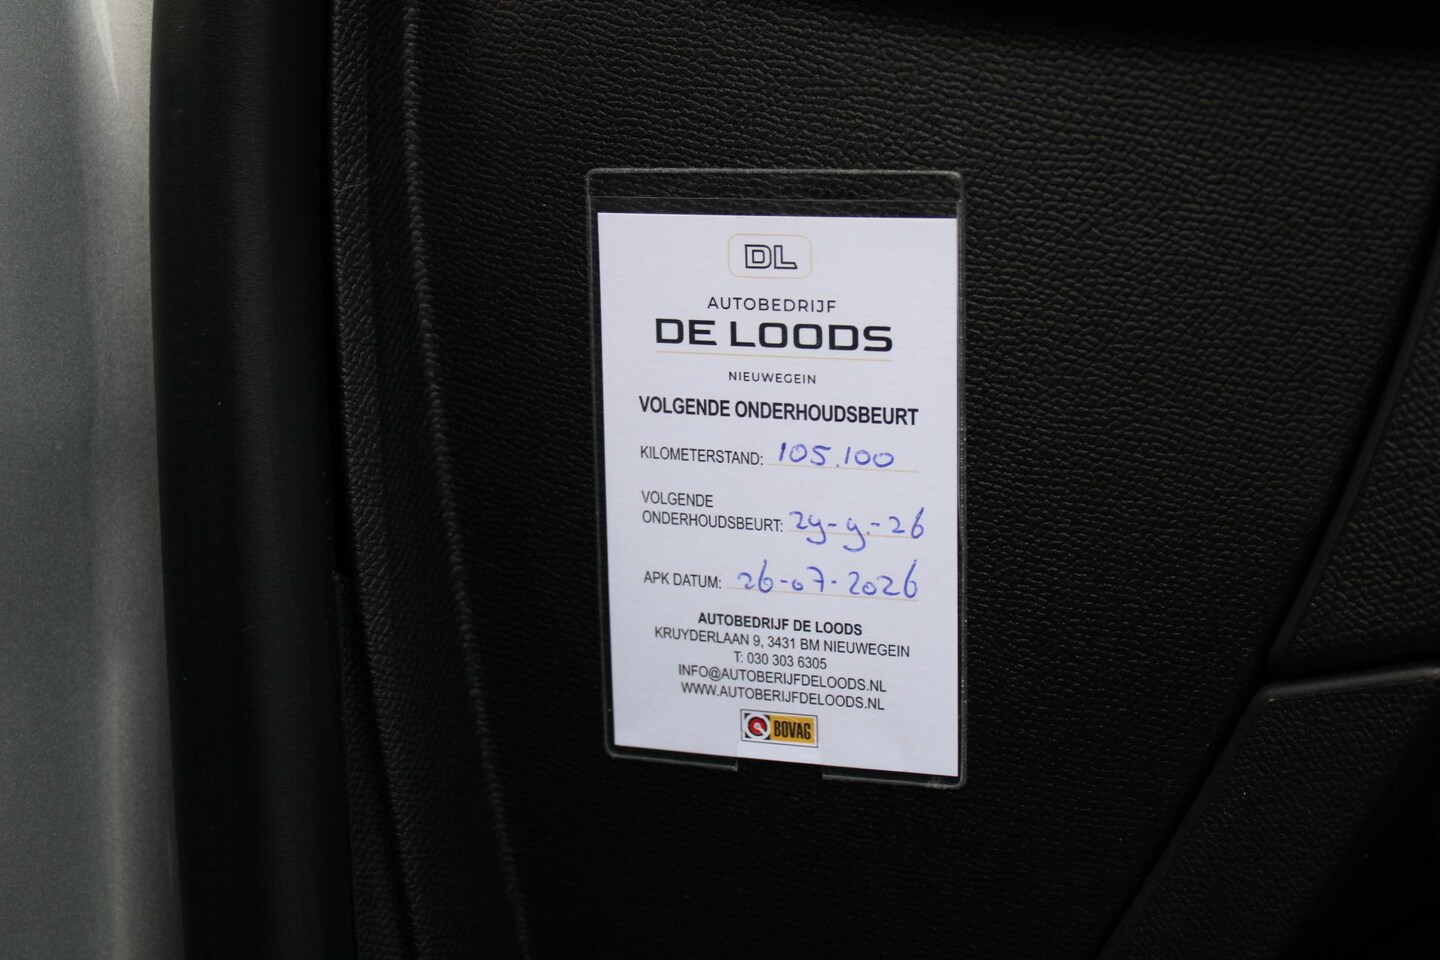 DL
AUTOBEDRIJF
DE LOODS
NIEUWEGEIN
VOLGENDE ONDERHOUDSBEURT
KILOMETERSTAND: 105.100
VOLGENDE
ONDERHOUDSBEURT: 29-9-26
APK DATUM: 26-07-2026
AUTOBEDRIJF DE LOODS
KRUYDERLAAN 9, 3431 BM NIEUWEGEIN
T: 030 303 6305
INFO@AUTOBERIJFDELOODS.NL
WWW.AUTOBERIJFDELOODS.NL
BOVAG